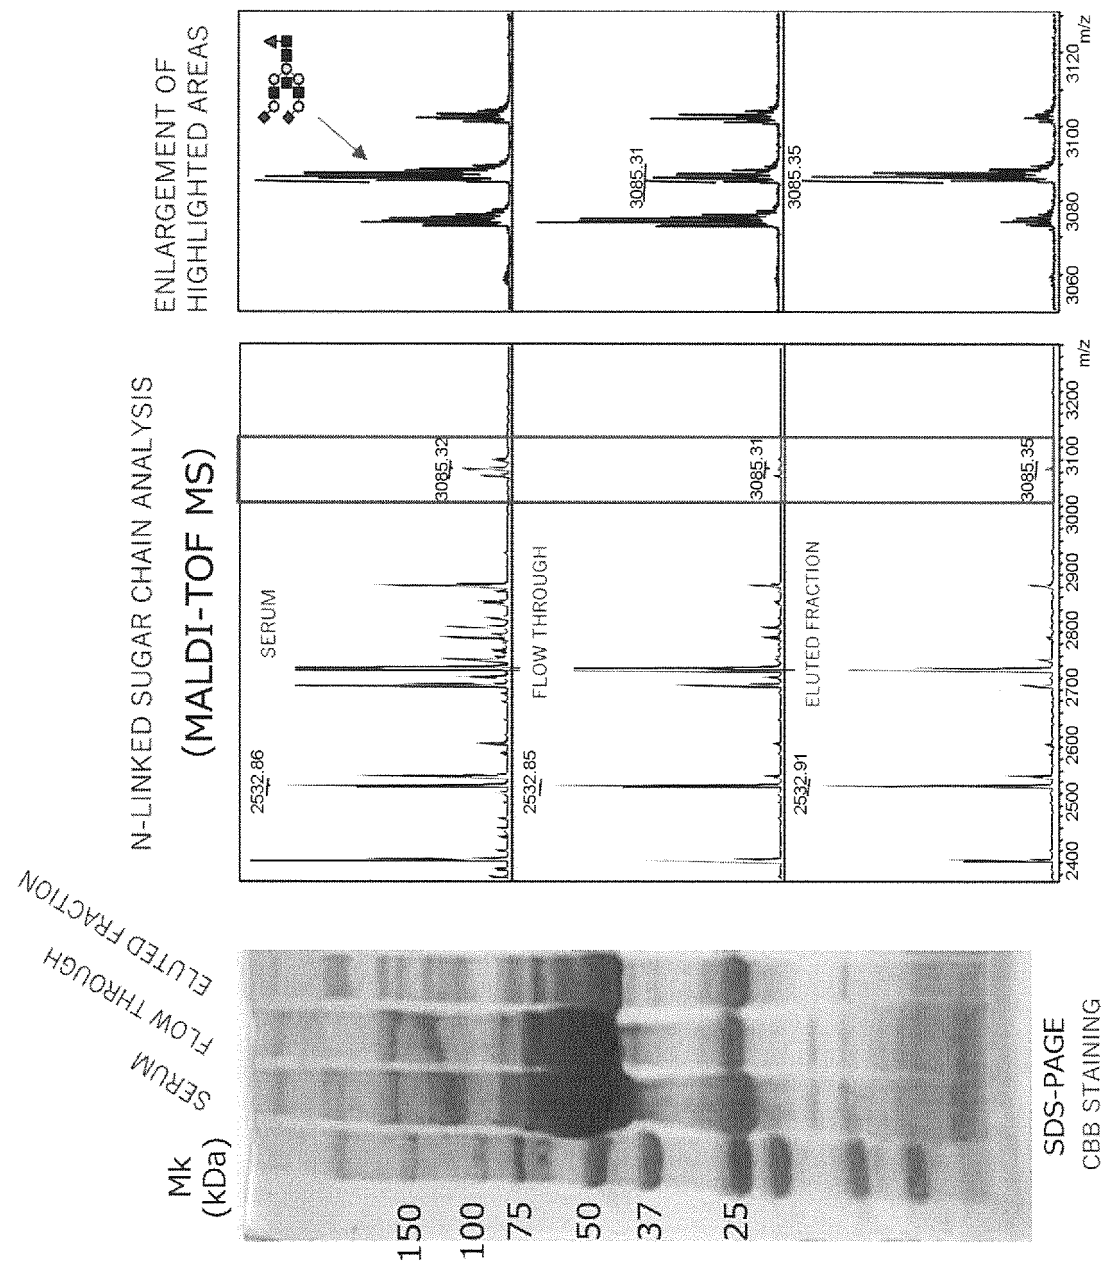 SERUM
FLOW THROUGH
ELUTED FRACTION
Mk
(kDa)
150
100
75
50
37
25
SDS-PAGE
CBB STAINING
N-LINKED SUGAR CHAIN ANALYSIS
(MALDI-TOF MS)
2532.86
SERUM
3085.32
2532.85
FLOW THROUGH
3085.31
2532.91
ELUTED FRACTION
3085.35
2400 2500 2600 2700 2800 2900 3000 3100 3200 m/z
ENLARGEMENT OF
HIGHLIGHTED AREAS
3085.31
3085.35
3060 3080 3100 3120 m/z